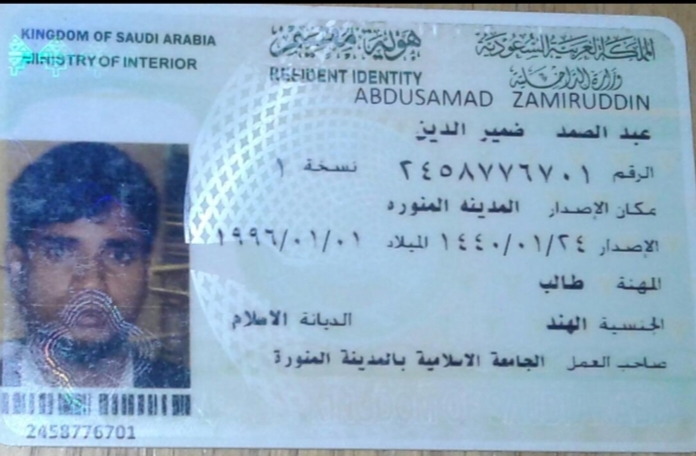 KINGDOM OF SAUDI ARABIA
MINISTRY OF INTERIOR
هوية مقيم
RESIDENT IDENTITY
المملكة العربية السعودية
وزارة الداخلية
ABDUSAMAD ZAMIRUDDIN
عبد الصمد ضمير الدين
الرقم ٢٤٥٨٧٧٦٧٠١ نسخة ١
مكان الإصدار المدينه المنوره
الإصدار ١٤٤٠/٠١/٢٤ الميلاد ١٩٩٦/٠١/٠١
المهنة طالب
الجنسية الهند الديانة الاسلام
صاحب العمل الجامعة الاسلامية بالمدينة المنورة
2458776701